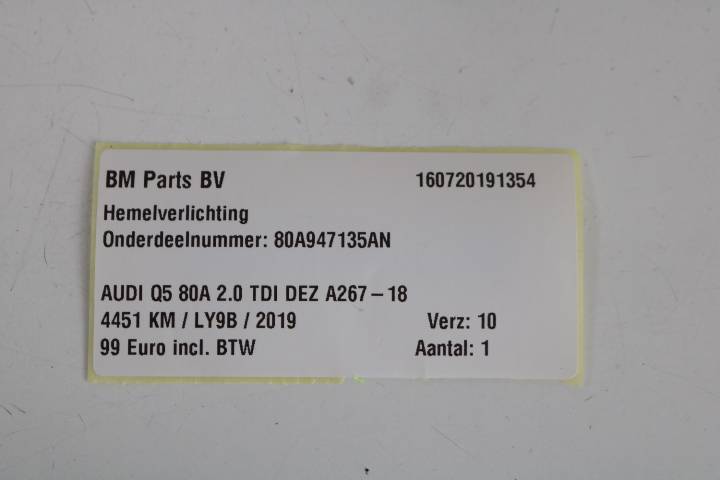 BM Parts BV 160720191354
Hemelverlichting
Onderdeelnummer: 80A947135AN
AUDI Q5 80A 2.0 TDI DEZ A267-18
4451 KM / LY9B / 2019 Verz: 10
99 Euro incl. BTW Aantal: 1